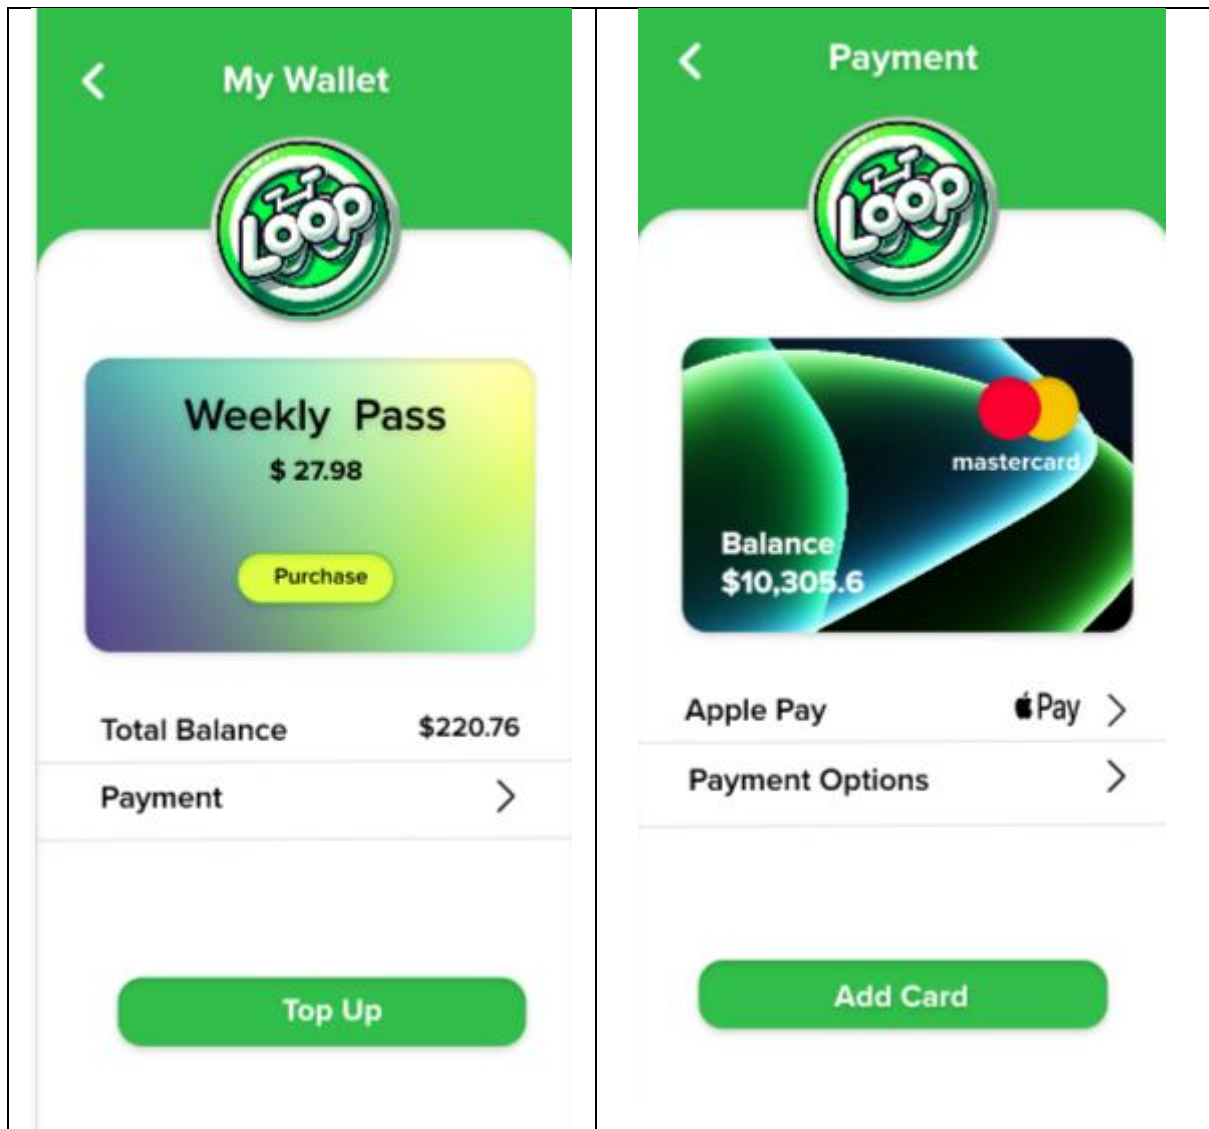 My Wallet
Loop
Weekly Pass
$ 27.98
Purchase
Total Balance $220.76
Payment
Top Up
Payment
Loop
mastercard
Balance
$10,305.6
Apple Pay Pay
Payment Options
Add Card